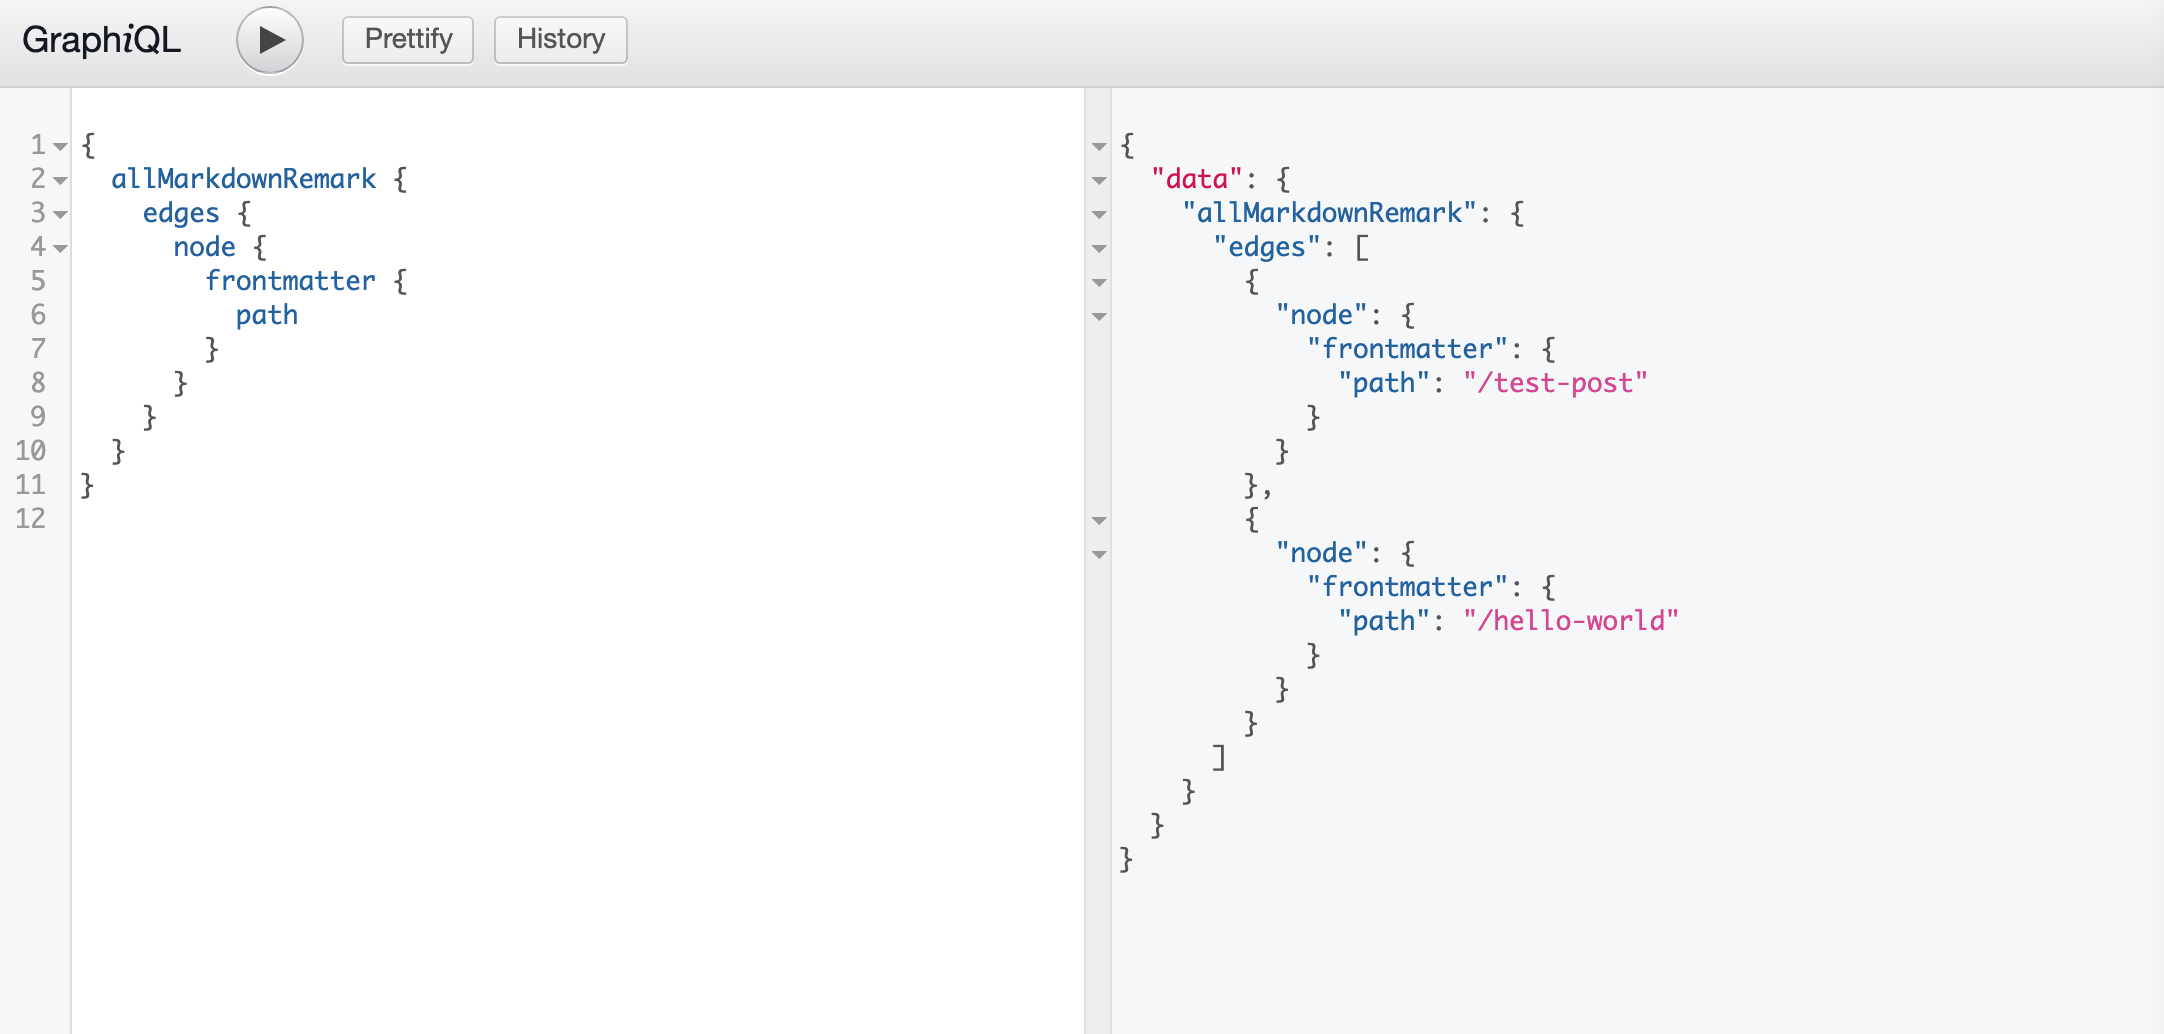 GraphiQL
Prettify
History
1 {
2   allMarkdownRemark {
3     edges {
4       node {
5         frontmatter {
6           path
7         }
8       }
9     }
10   }
11 }
12
{
  "data": {
    "allMarkdownRemark": {
      "edges": [
        {
          "node": {
            "frontmatter": {
              "path": "/test-post"
            }
          }
        },
        {
          "node": {
            "frontmatter": {
              "path": "/hello-world"
            }
          }
        }
      ]
    }
  }
}